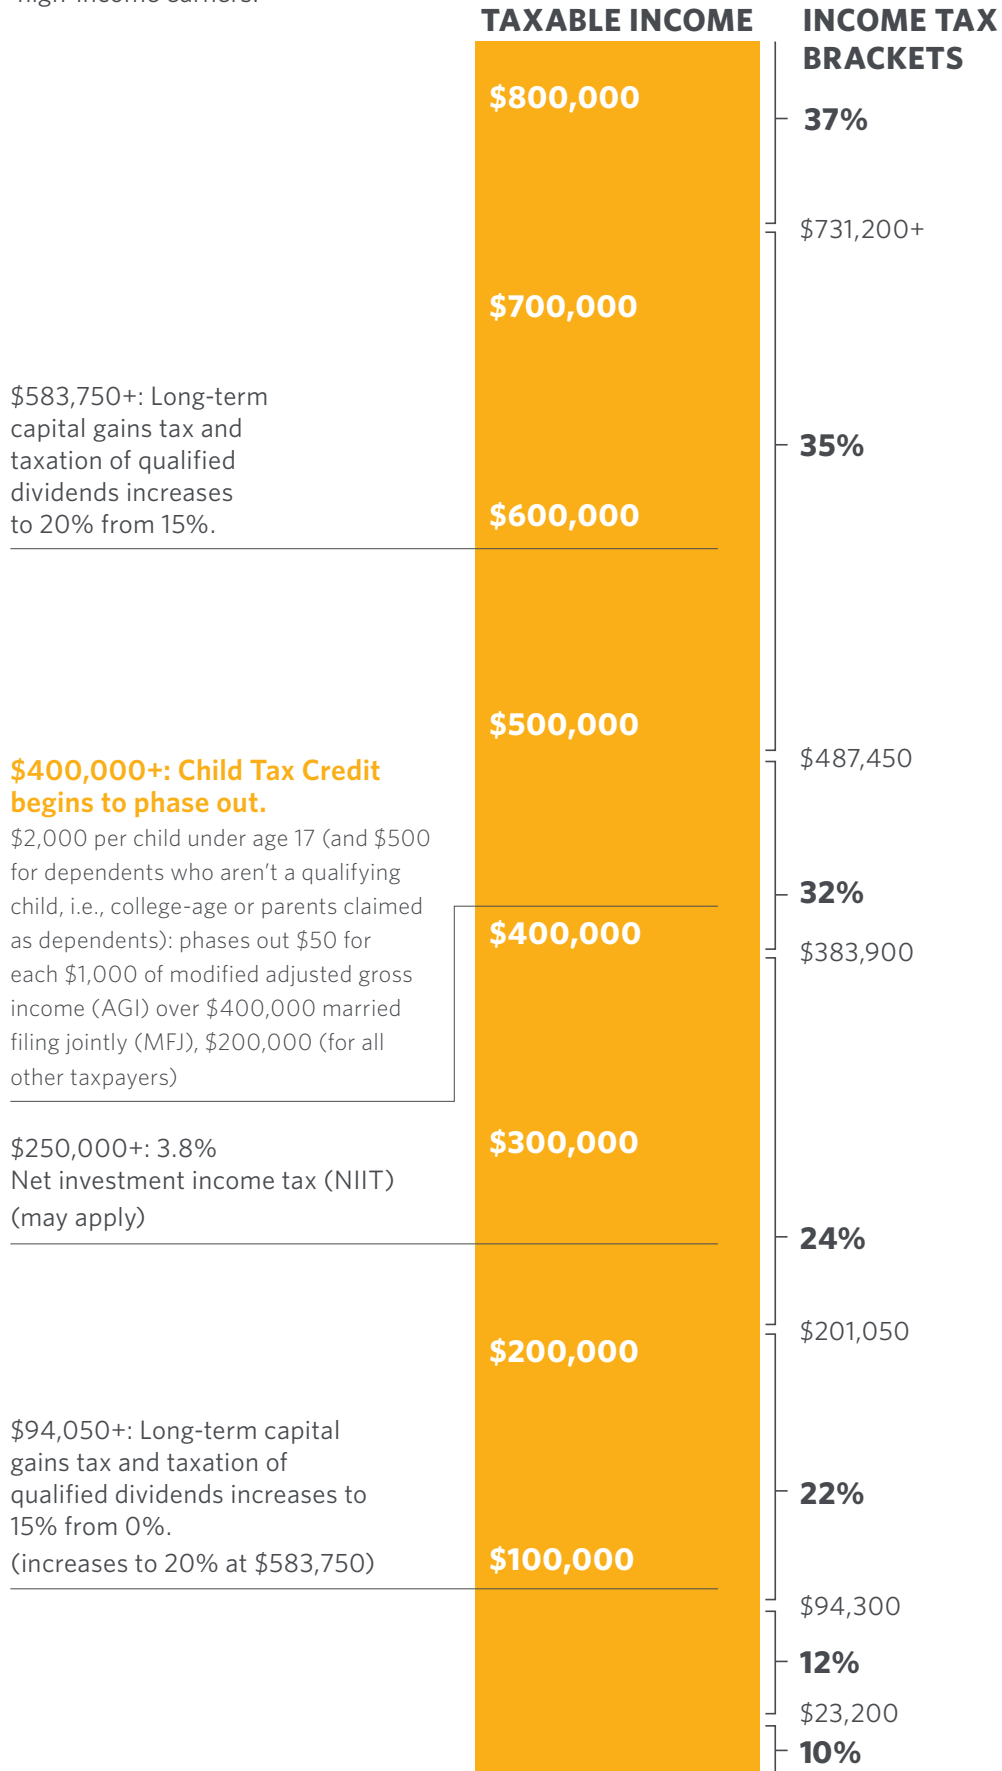 high-income earners.
TAXABLE INCOME
INCOME TAX
BRACKETS
$800,000
37%
$731,200+
$700,000
$583,750+: Long-term
capital gains tax and
taxation of qualified
dividends increases
to 20% from 15%.
35%
$600,000
$500,000
$487,450
$400,000+: Child Tax Credit
begins to phase out.
$2,000 per child under age 17 (and $500
for dependents who aren't a qualifying
child, i.e., college-age or parents claimed
as dependents): phases out $50 for
each $1,000 of modified adjusted gross
income (AGI) over $400,000 married
filing jointly (MFJ), $200,000 (for all
other taxpayers)
32%
$400,000
$383,900
$300,000
$250,000+: 3.8%
Net investment income tax (NIIT)
(may apply)
24%
$201,050
$200,000
$94,050+: Long-term capital
gains tax and taxation of
qualified dividends increases to
15% from 0%.
(increases to 20% at $583,750)
22%
$100,000
$94,300
12%
$23,200
10%